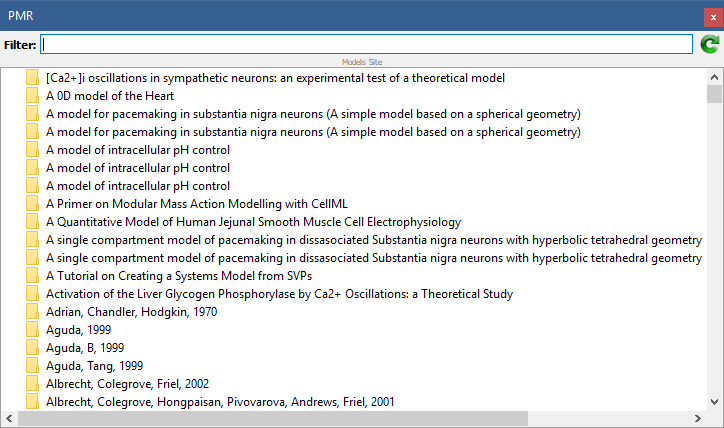 PMR
x
Filter:
Models Site
[Ca2+]i oscillations in sympathetic neurons: an experimental test of a theoretical model
A 0D model of the Heart
A model for pacemaking in substantia nigra neurons (A simple model based on a spherical geometry)
A model for pacemaking in substantia nigra neurons (A simple model based on a spherical geometry)
A model of intracellular pH control
A model of intracellular pH control
A model of intracellular pH control
A Primer on Modular Mass Action Modelling with CellML
A Quantitative Model of Human Jejunal Smooth Muscle Cell Electrophysiology
A single compartment model of pacemaking in dissasociated Substantia nigra neurons with hyperbolic tetrahedral geometry
A single compartment model of pacemaking in dissasociated Substantia nigra neurons with hyperbolic tetrahedral geometry
A Tutorial on Creating a Systems Model from SVPs
Activation of the Liver Glycogen Phosphorylase by Ca2+ Oscillations: a Theoretical Study
Adrian, Chandler, Hodgkin, 1970
Aguda, 1999
Aguda, B, 1999
Aguda, Tang, 1999
Albrecht, Colegrove, Friel, 2002
Albrecht, Colegrove, Hongpaisan, Pivovarova, Andrews, Friel, 2001